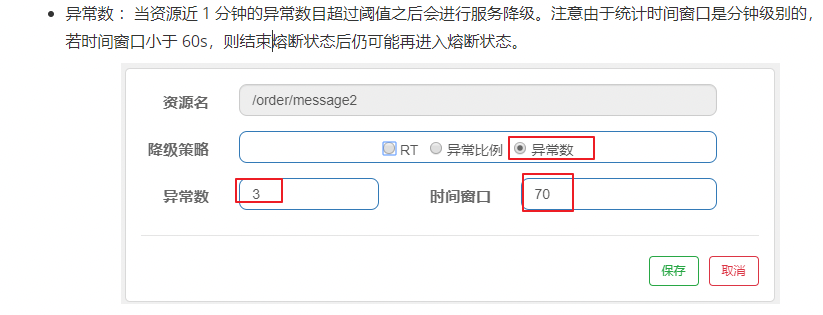 • 异常数 ：当资源近 1 分钟的异常数目超过阈值之后会进行服务降级。注意由于统计时间窗口是分钟级别的，
若时间窗口小于 60s，则结束熔断状态后仍可能再进入熔断状态。
资源名 /order/message2
降级策略 RT 异常比例 异常数
异常数 3 时间窗口 70
保存 取消